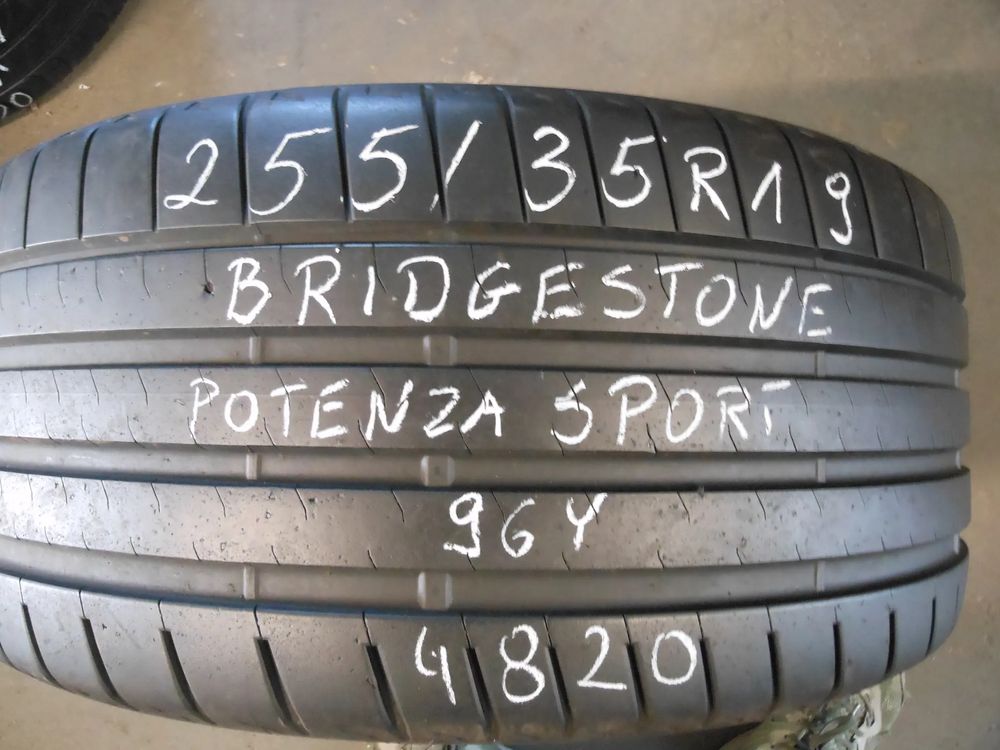 255/35R19
BRIDGESTONE
POTENZA SPORT
96Y
4820